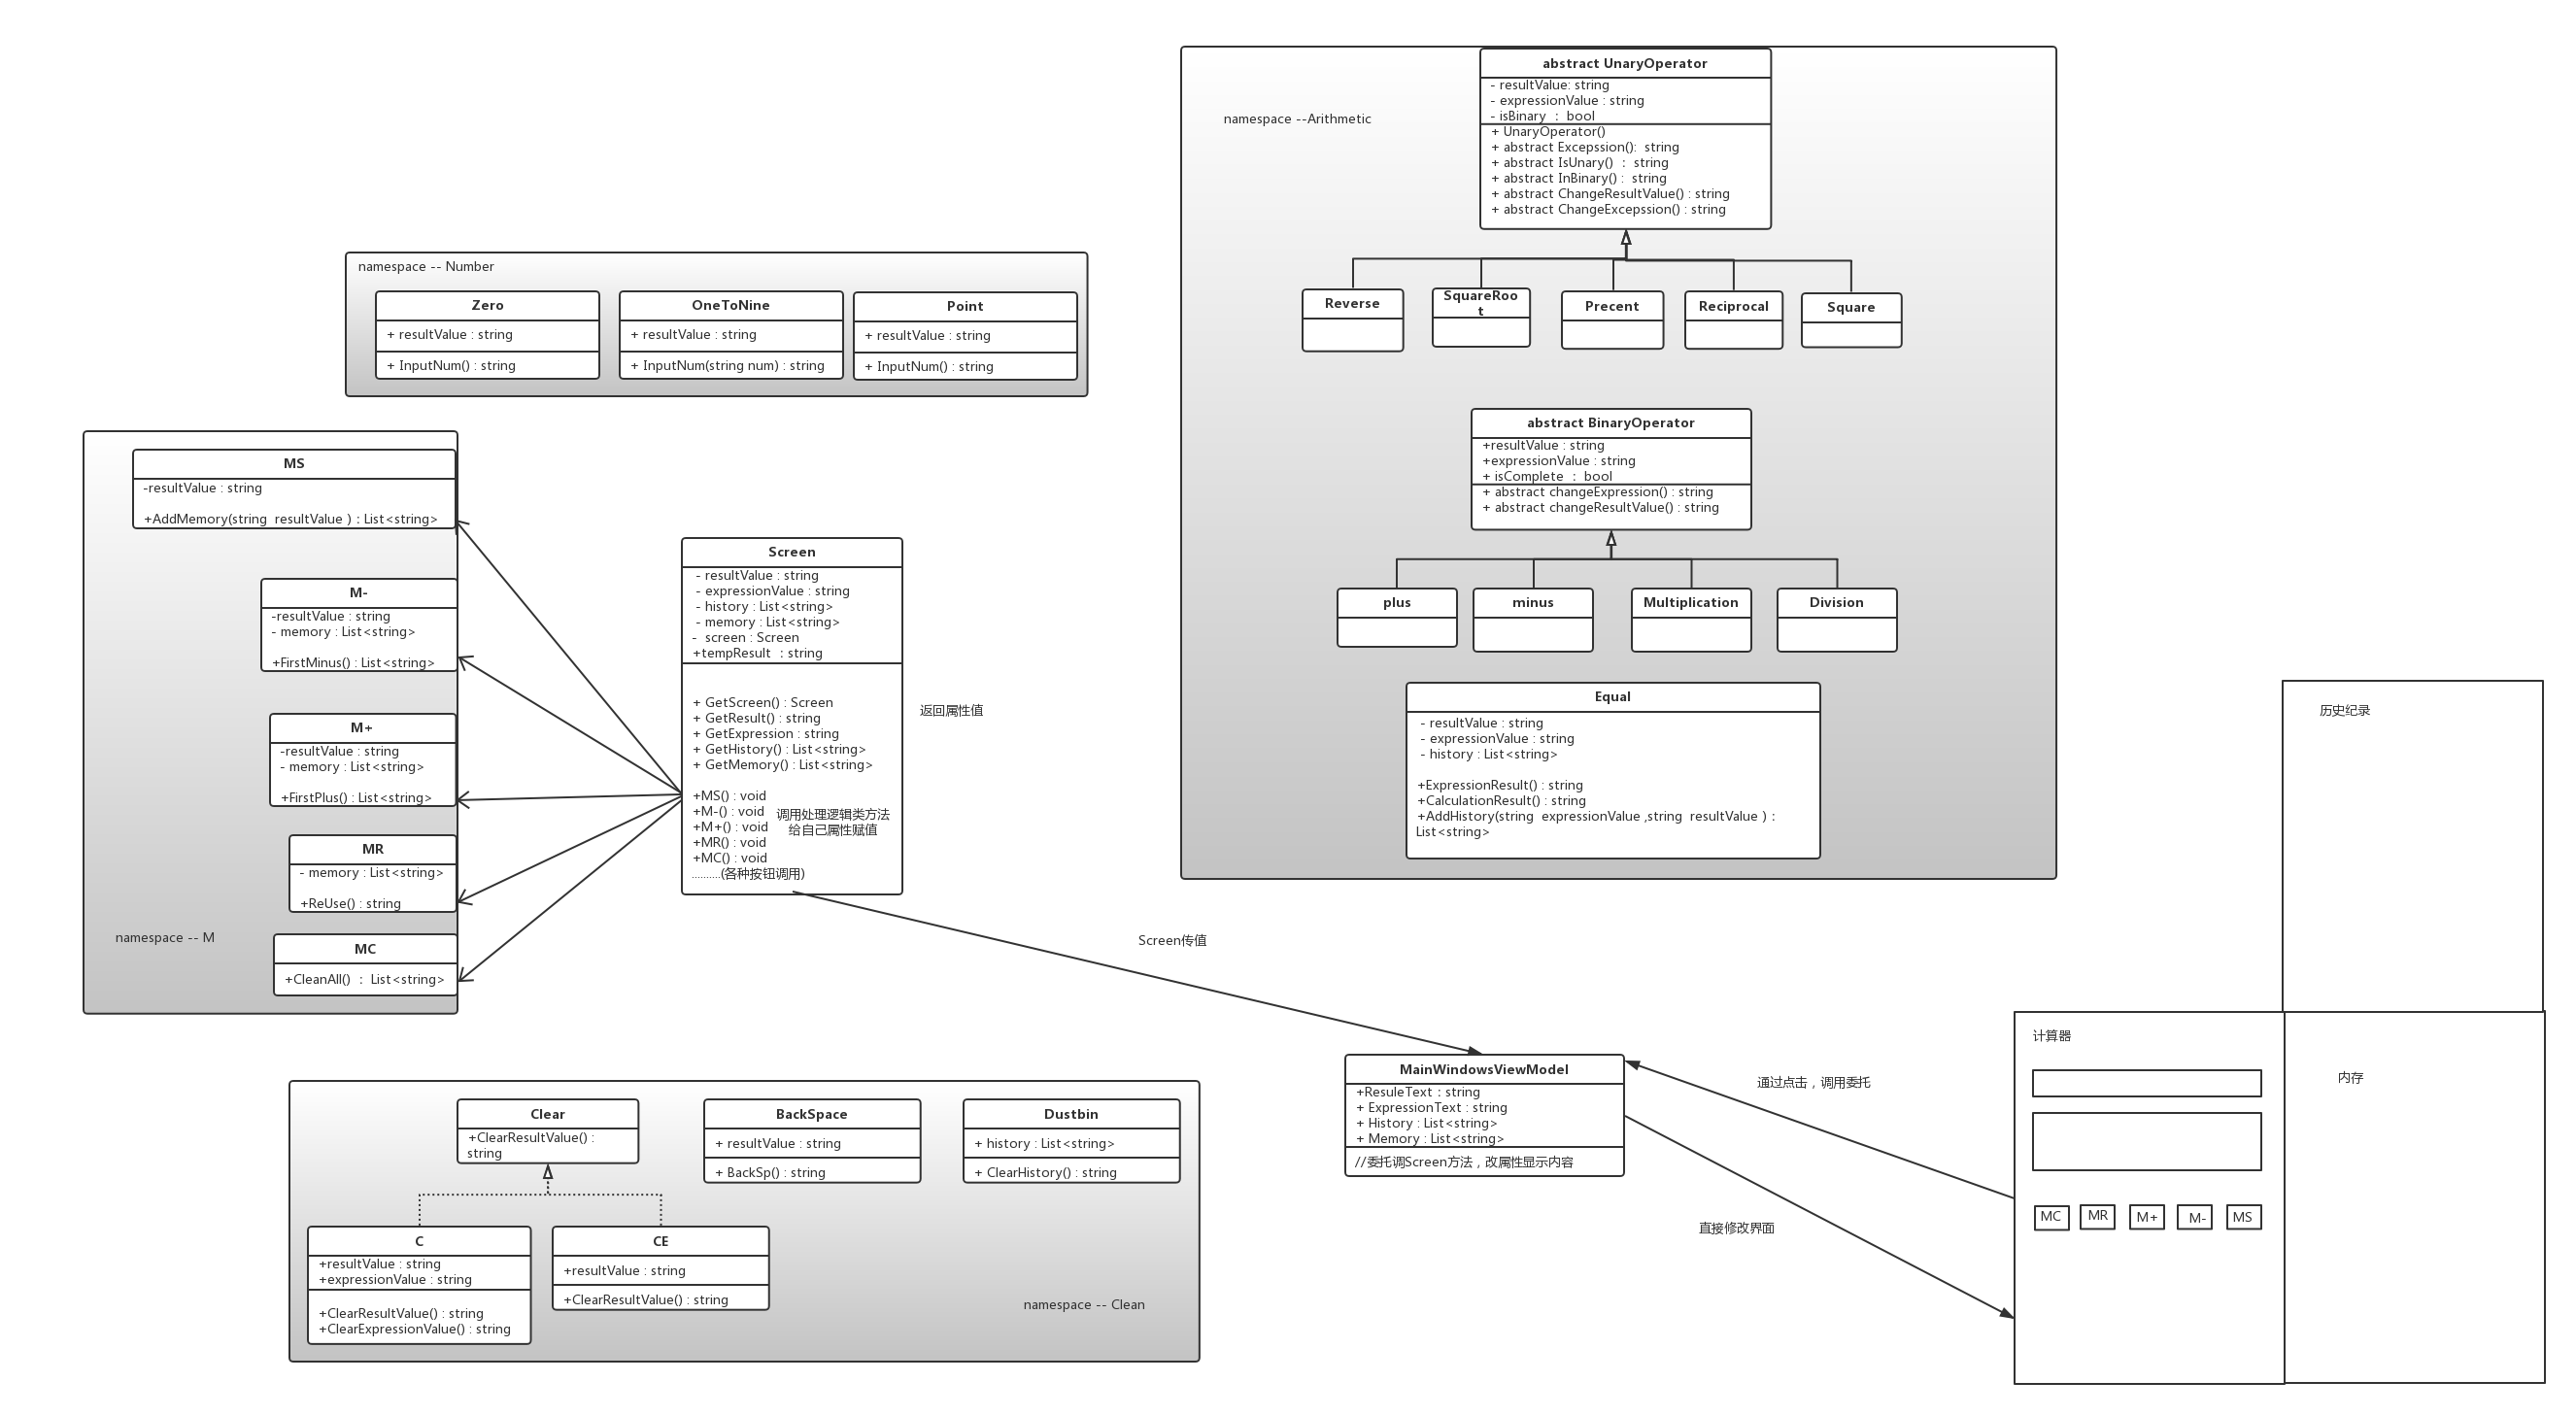 namespace --Arithmetic
abstract UnaryOperator
- resultValue: string
- expressionValue : string
- isBinary ： bool
+ UnaryOperator()
+ abstract Excepssion():  string
+ abstract IsUnary() ： string
+ abstract InBinary() :  string
+ abstract ChangeResultValue() : string
+ abstract ChangeExcepssion() : string
Reverse
SquareRoo
t
Precent
Reciprocal
Square
abstract BinaryOperator
+resultValue : string
+expressionValue : string
+ isComplete ： bool
+ abstract changeExpression() : string
+ abstract changeResultValue() : string
plus
minus
Multiplication
Division
Equal
- resultValue : string
- expressionValue : string
- history : List<string>
+ExpressionResult() : string
+CalculationResult() : string
+AddHistory(string  expressionValue ,string  resultValue ) :
List<string>
namespace -- Number
Zero
+ resultValue : string
+ InputNum() : string
OneToNine
+ resultValue : string
+ InputNum(string num) : string
Point
+ resultValue : string
+ InputNum() : string
MS
-resultValue : string
+AddMemory(string  resultValue ) : List<string>
M-
-resultValue : string
- memory : List<string>
+FirstMinus() : List<string>
M+
-resultValue : string
- memory : List<string>
+FirstPlus() : List<string>
MR
- memory : List<string>
+ReUse() : string
namespace -- M
MC
+CleanAll() ： List<string>
Screen
- resultValue : string
- expressionValue : string
- history : List<string>
- memory : List<string>
-  screen : Screen
+tempResult ：string
+ GetScreen() : Screen
+ GetResult() : string
+ GetExpression : string
+ GetHistory() : List<string>
+ GetMemory() : List<string>
+MS() : void
+M-() : void
+M+() : void
+MR() : void
+MC() : void
..........(各种按钮调用)
调用处理逻辑类方法
给自己属性赋值
返回属性值
Screen传值
Clear
+ClearResultValue() :
string
BackSpace
+ resultValue : string
+ BackSp() : string
Dustbin
+ history : List<string>
+ ClearHistory() : string
C
+resultValue : string
+expressionValue : string
+ClearResultValue() : string
+ClearExpressionValue() : string
CE
+resultValue : string
+ClearResultValue() : string
namespace -- Clean
MainWindowsViewModel
+ResuleText : string
+ ExpressionText : string
+ History : List<string>
+ Memory : List<string>
//委托调Screen方法，改属性显示内容
通过点击，调用委托
直接修改界面
历史纪录
计算器
内存
MC
MR
M+
M-
MS